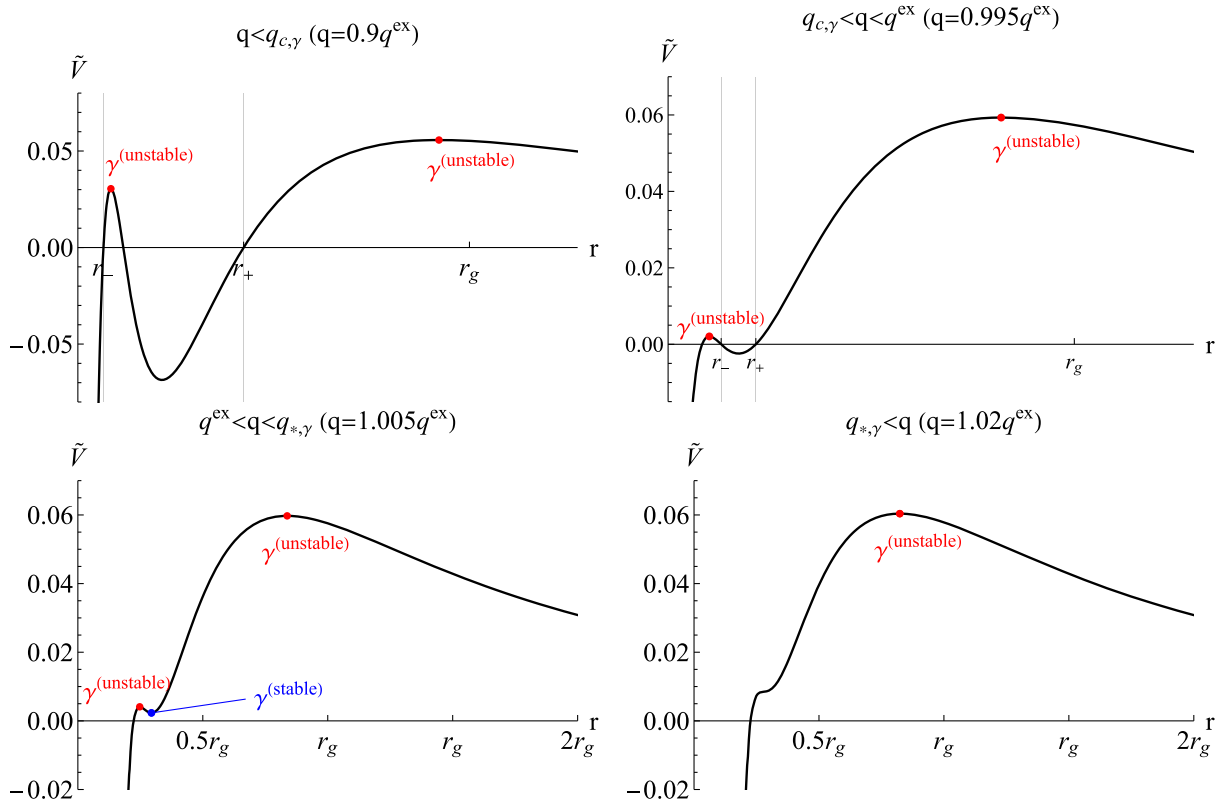 q<q_{c,γ} (q=0.9q^{ex})
Ṽ
0.05
0.00
−0.05
γ^{(unstable)}
γ^{(unstable)}
r_−
r_+
r_g
r
q_{c,γ}<q<q^{ex} (q=0.995q^{ex})
Ṽ
0.06
0.04
0.02
0.00
γ^{(unstable)}
γ^{(unstable)}
r_−
r_+
r_g
r
q^{ex}<q<q_{*,γ} (q=1.005q^{ex})
Ṽ
0.06
0.04
0.02
0.00
−0.02
γ^{(unstable)}
γ^{(unstable)}
γ^{(stable)}
0.5r_g
r_g
r_g
2r_g
r
q_{*,γ}<q (q=1.02q^{ex})
Ṽ
0.06
0.04
0.02
0.00
−0.02
γ^{(unstable)}
0.5r_g
r_g
r_g
2r_g
r